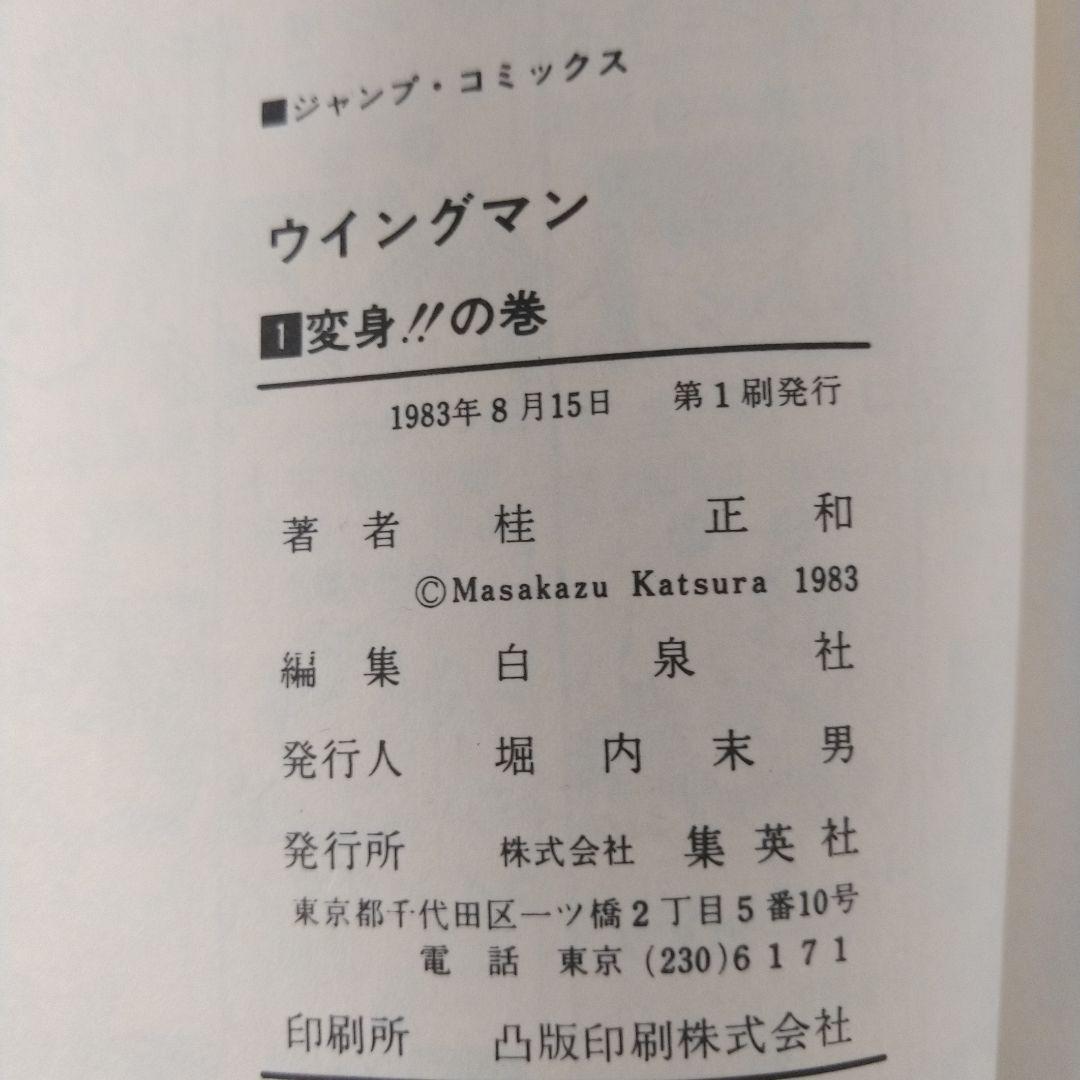 ■ジャンプ・コミックス
ウイングマン
1変身!!の巻
1983年8月15日　第1刷発行
著者　桂正和
©Masakazu Katsura 1983
編集　白泉社
発行人　堀内末男
発行所　株式会社　集英社
東京都千代田区一ツ橋2丁目5番10号
電話　東京(230)6171
印刷所　凸版印刷株式会社